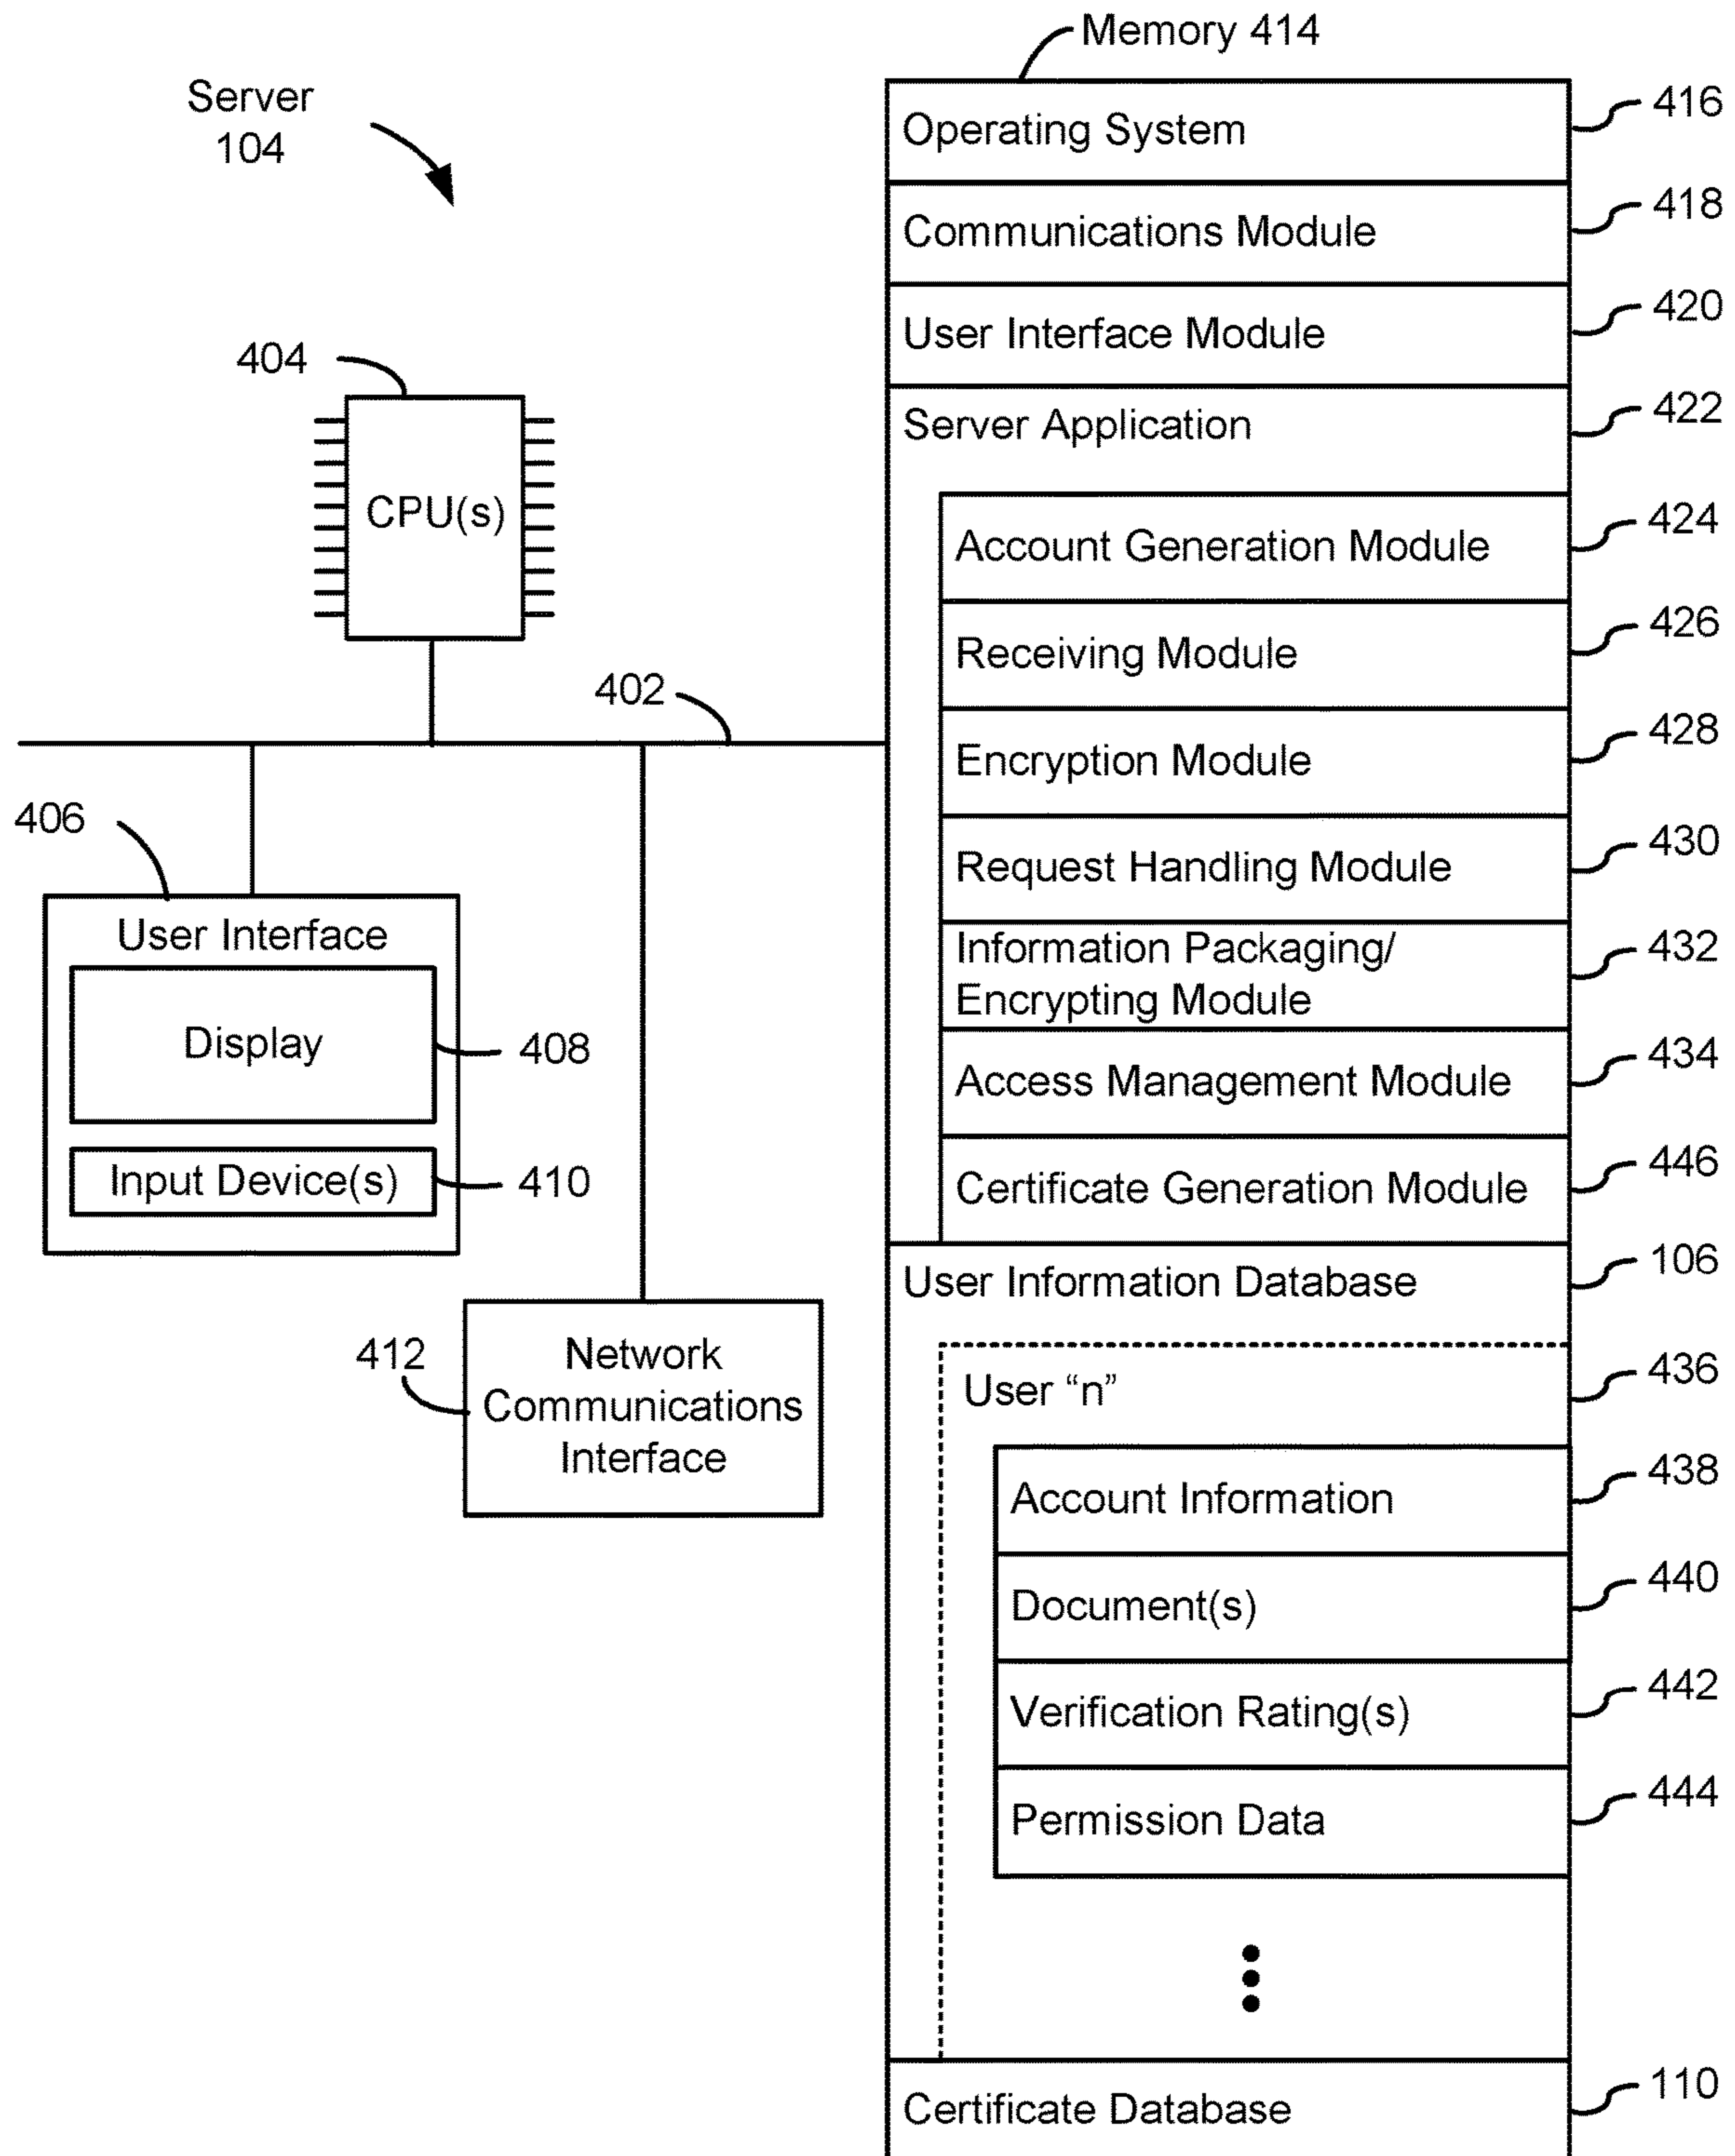 Memory 414
Server
104
Operating System
416
Communications Module
418
User Interface Module
420
Server Application
422
Account Generation Module
424
Receiving Module
426
Encryption Module
428
Request Handling Module
430
Information Packaging/
Encrypting Module
432
Access Management Module
434
Certificate Generation Module
446
User Information Database
106
User “n”
436
Account Information
438
Document(s)
440
Verification Rating(s)
442
Permission Data
444
Certificate Database
110
404
CPU(s)
402
406
User Interface
Display
408
Input Device(s)
410
412
Network
Communications
Interface